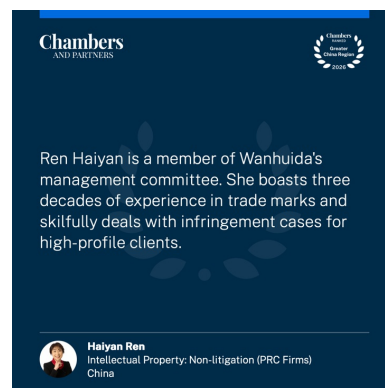 Chambers
AND PARTNERS
Chambers
RANKED
Greater
China Region
2026
Ren Haiyan is a member of Wanhuida's
management committee. She boasts three
decades of experience in trade marks and
skilfully deals with infringement cases for
high-profile clients.
Haiyan Ren
Intellectual Property: Non-litigation (PRC Firms)
China